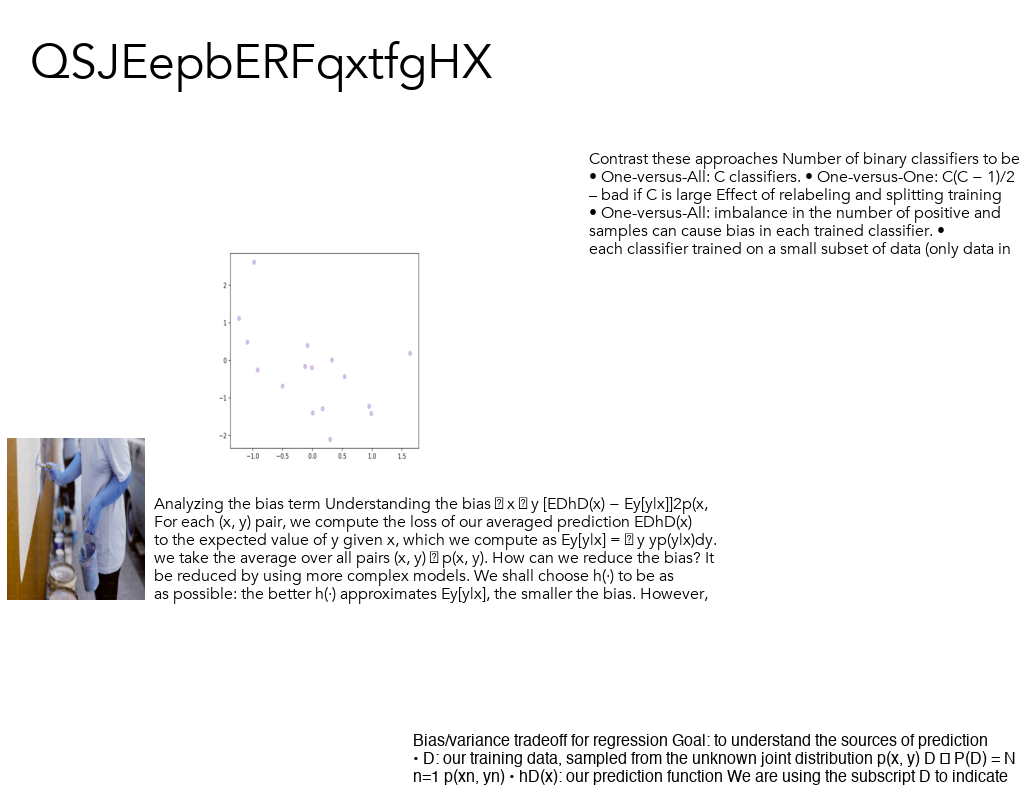 QSJEepbERFqxtfgHX
Contrast these approaches Number of binary classifiers to be
• One-versus-All: C classifiers. • One-versus-One: C(C − 1)/2
– bad if C is large Effect of relabeling and splitting training
• One-versus-All: imbalance in the number of positive and
samples can cause bias in each trained classifier. •
each classifier trained on a small subset of data (only data in
2
1
0
−1
−2
−1.0 −0.5 0.0 0.5 1.0 1.5
Analyzing the bias term Understanding the bias x y [EDhD(x) − Ey[y|x]]2p(x,
For each (x, y) pair, we compute the loss of our averaged prediction EDhD(x)
to the expected value of y given x, which we compute as Ey[y|x] = y yp(y|x)dy.
we take the average over all pairs (x, y) p(x, y). How can we reduce the bias? It
be reduced by using more complex models. We shall choose h(·) to be as
as possible: the better h(·) approximates Ey[y|x], the smaller the bias. However,
Bias/variance tradeoff for regression Goal: to understand the sources of prediction
• D: our training data, sampled from the unknown joint distribution p(x, y) D P(D) = N
n=1 p(xn, yn) • hD(x): our prediction function We are using the subscript D to indicate